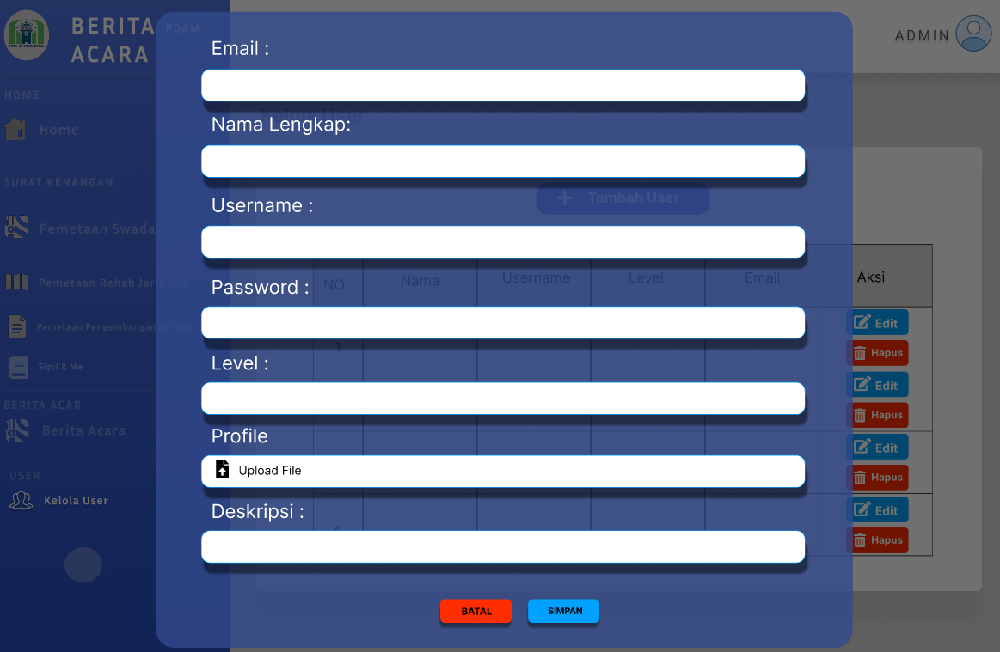 BERITA
ACARA
PDAM
ADMIN
HOME
Home
SURAT KENANGAN
Pemetaan Swadaya
Pemetaan Rehab Jaringan
Pemetaan Pengembangan Jaringan
Sipil & Me
BERITA ACAR
Berita Acara
USER
Kelola User
Email :
Kelola User
Nama Lengkap:
Tambah User
Username :
NO Nama Username Level Email Aksi
Password :
1
Level :
Profile
Upload File
Deskripsi :
4
Edit
Hapus
Edit
Hapus
Edit
Hapus
Edit
Hapus
BATAL SIMPAN